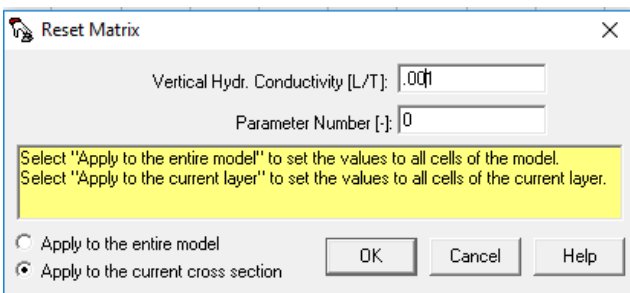 Reset Matrix
Vertical Hydr. Conductivity [L/T]: .001
Parameter Number [-]: 0
Select "Apply to the entire model" to set the values to all cells of the model.
Select "Apply to the current layer" to set the values to all cells of the current layer.
Apply to the entire model
Apply to the current cross section
OK Cancel Help